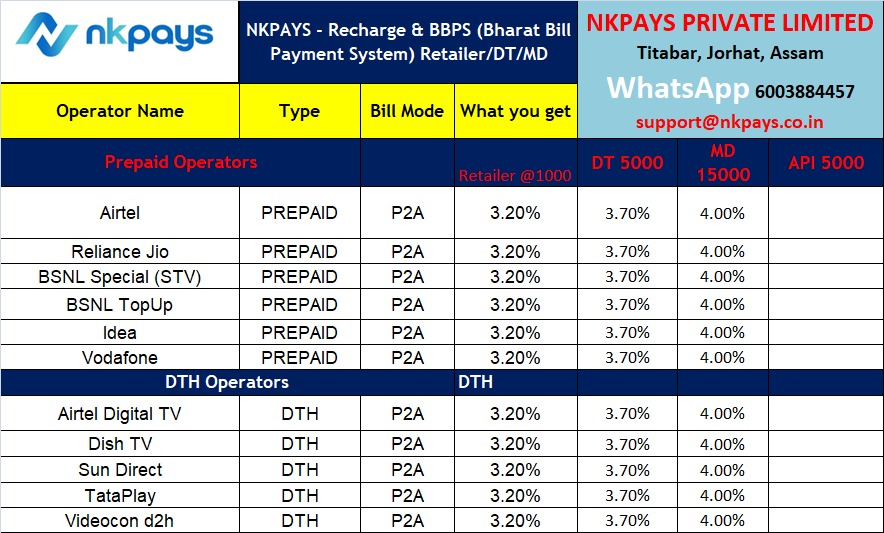 nkpays
NKPAYS - Recharge & BBPS (Bharat Bill
Payment System) Retailer/DT/MD
NKPAYS PRIVATE LIMITED
Titabar, Jorhat, Assam
WhatsApp 6003884457
support@nkpays.co.in
Operator Name Type Bill Mode What you get
Prepaid Operators Retailer @1000 DT 5000 MD 15000 API 5000
Airtel PREPAID P2A 3.20% 3.70% 4.00%
Reliance Jio PREPAID P2A 3.20% 3.70% 4.00%
BSNL Special (STV) PREPAID P2A 3.20% 3.70% 4.00%
BSNL TopUp PREPAID P2A 3.20% 3.70% 4.00%
Idea PREPAID P2A 3.20% 3.70% 4.00%
Vodafone PREPAID P2A 3.20% 3.70% 4.00%
DTH Operators DTH
Airtel Digital TV DTH P2A 3.20% 3.70% 4.00%
Dish TV DTH P2A 3.20% 3.70% 4.00%
Sun Direct DTH P2A 3.20% 3.70% 4.00%
TataPlay DTH P2A 3.20% 3.70% 4.00%
Videocon d2h DTH P2A 3.20% 3.70% 4.00%